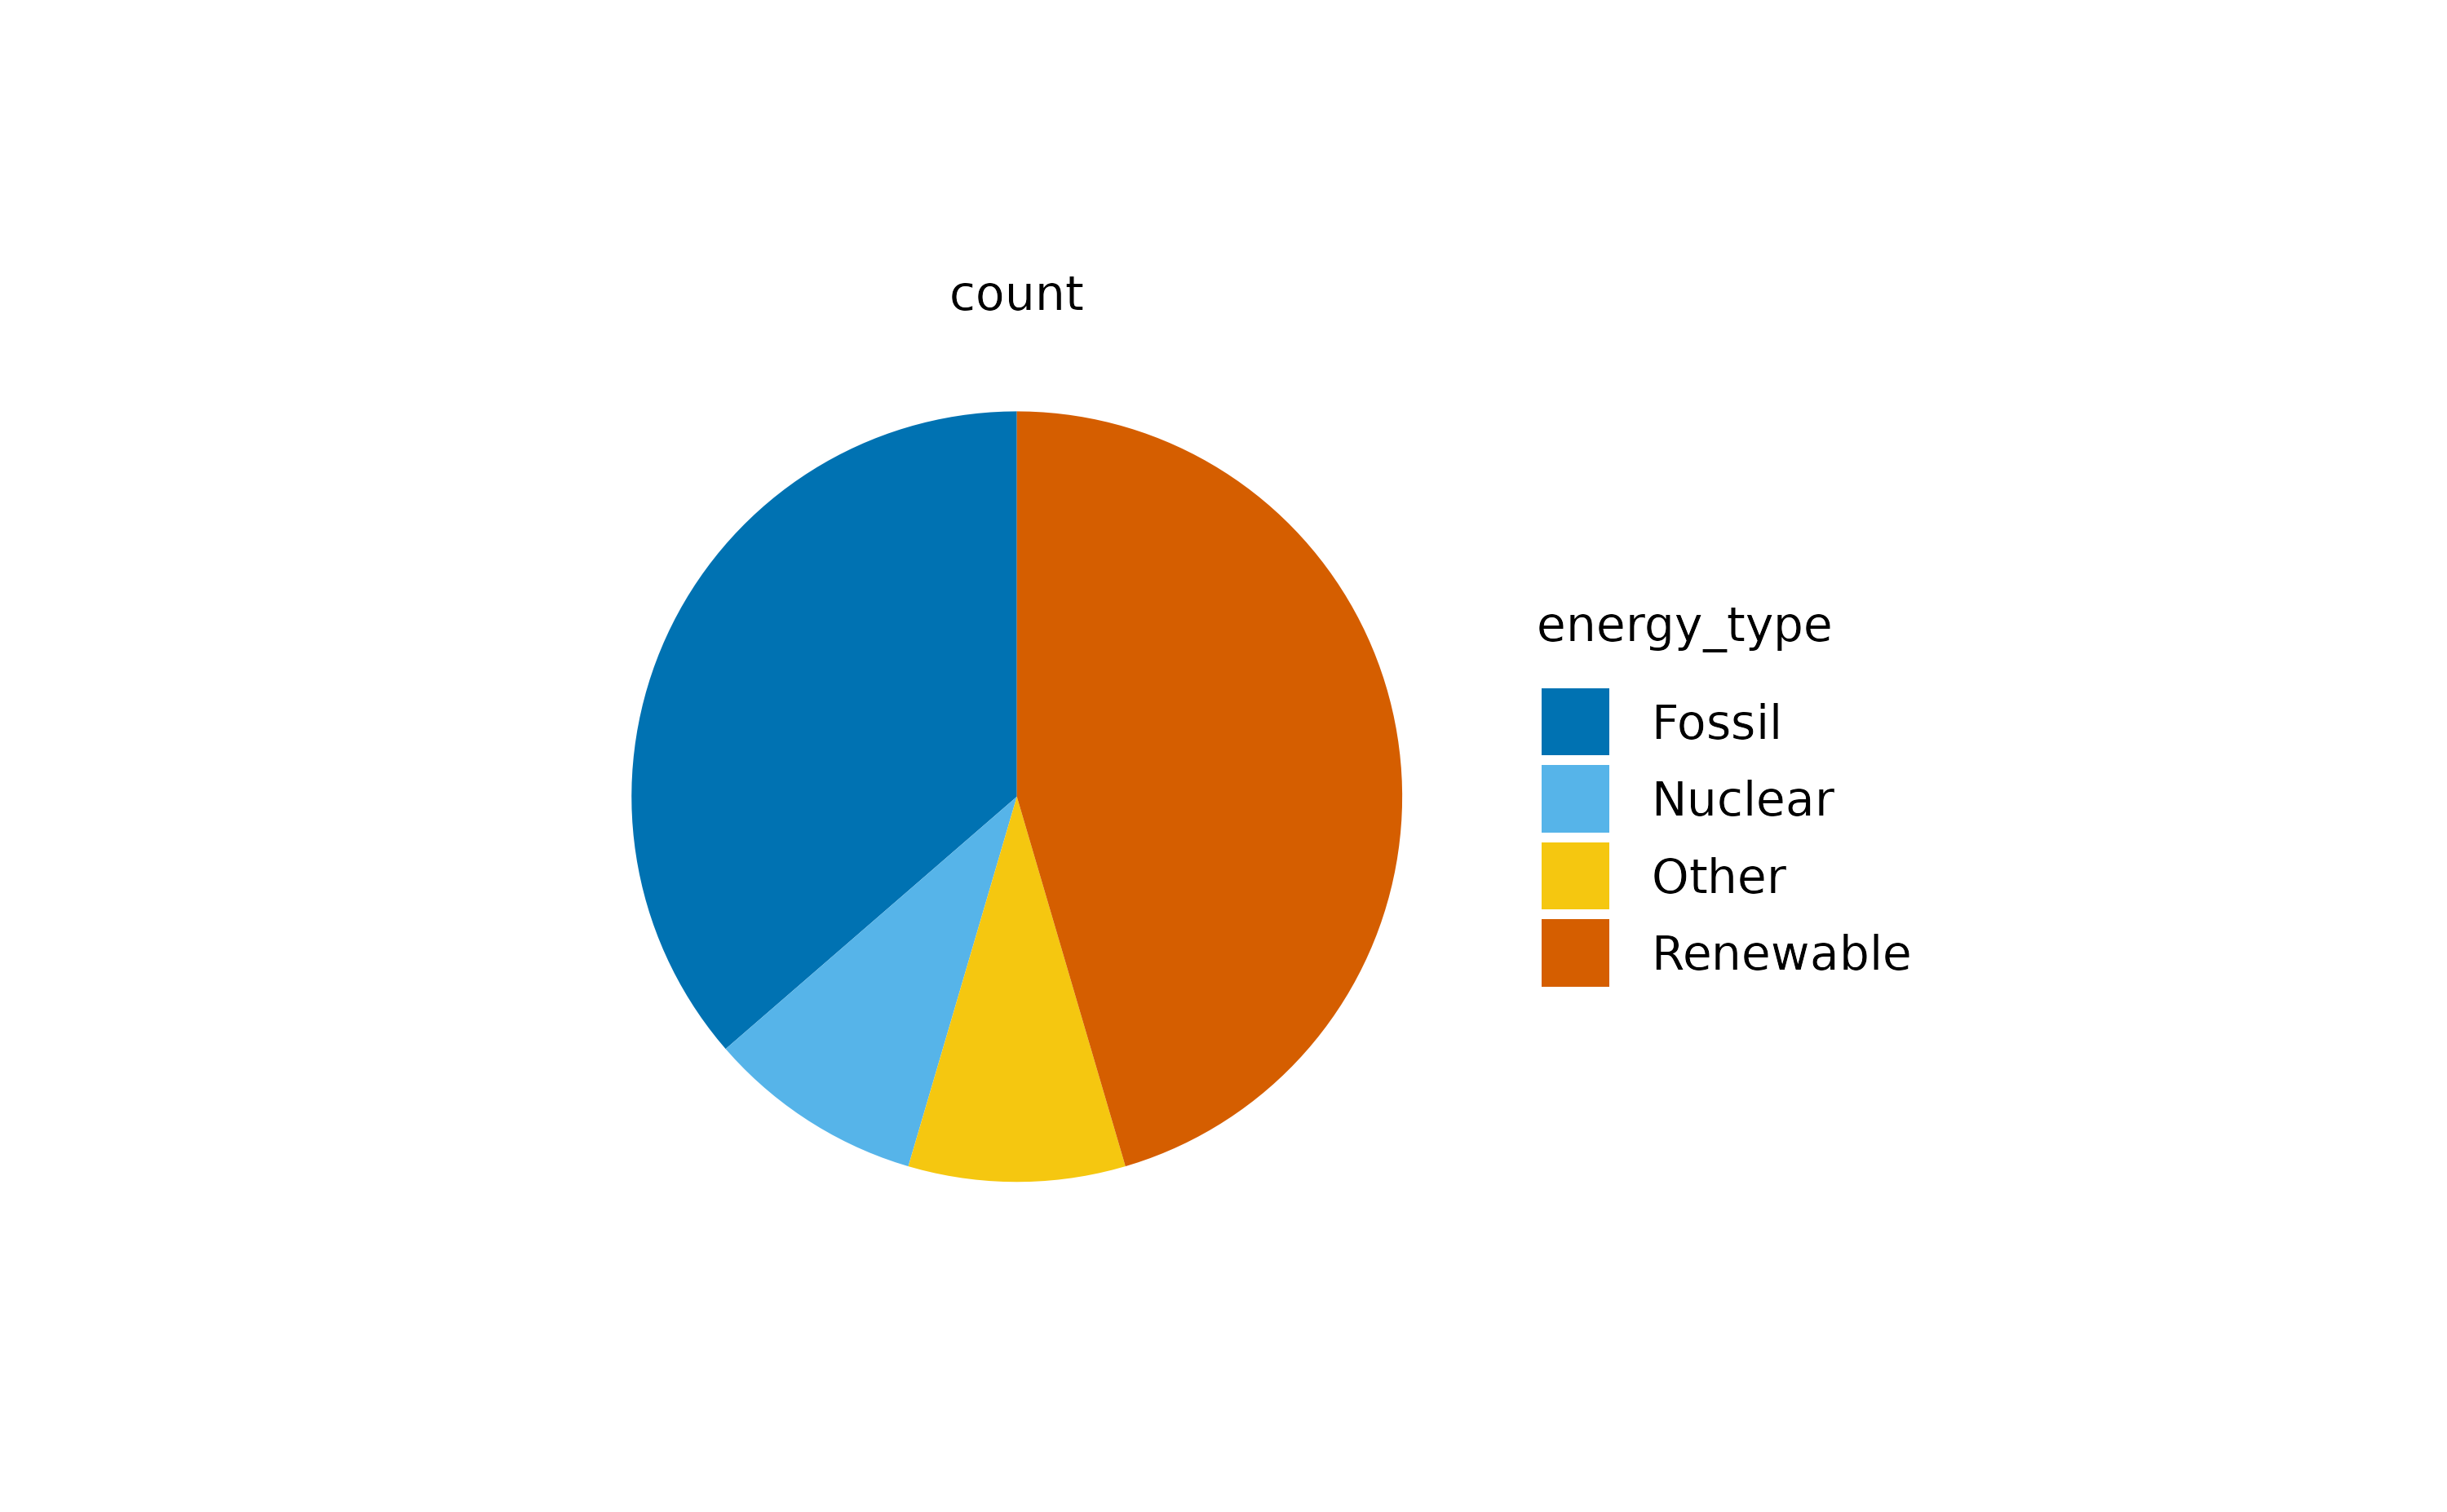 count
energy_type
Fossil
Nuclear
Other
Renewable